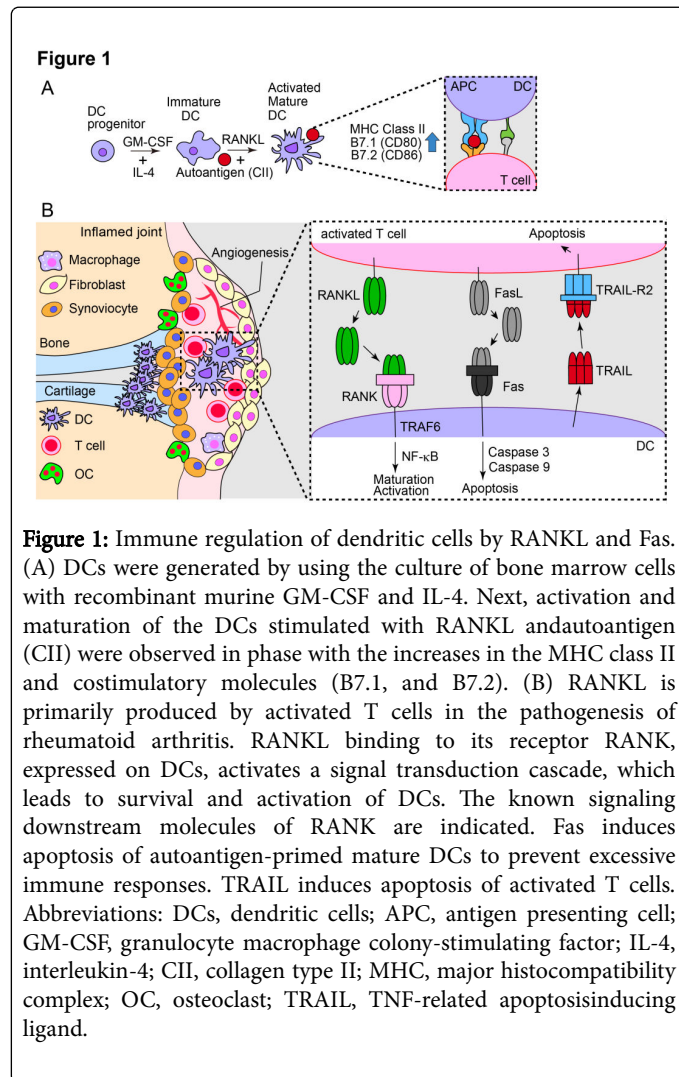 Figure 1
A
DC
progenitor
GM-CSF
+
IL-4
Immature
DC
RANKL
+
Autoantigen (CII)
Activated
Mature
DC
MHC Class II
B7.1 (CD80)
B7.2 (CD86)
APC
DC
T cell
B
Inflamed joint
Macrophage
Fibroblast
Synoviocyte
Bone
Cartilage
DC
T cell
OC
Angiogenesis
activated T cell
Apoptosis
RANKL
FasL
TRAIL-R2
RANK
Fas
TRAIL
TRAF6
DC
NF-κB
Maturation
Activation
Caspase 3
Caspase 9
Apoptosis
Figure 1: Immune regulation of dendritic cells by RANKL and Fas.
(A) DCs were generated by using the culture of bone marrow cells
with recombinant murine GM-CSF and IL-4. Next, activation and
maturation of the DCs stimulated with RANKL andautoantigen
(CII) were observed in phase with the increases in the MHC class II
and costimulatory molecules (B7.1, and B7.2). (B) RANKL is
primarily produced by activated T cells in the pathogenesis of
rheumatoid arthritis. RANKL binding to its receptor RANK,
expressed on DCs, activates a signal transduction cascade, which
leads to survival and activation of DCs. The known signaling
downstream molecules of RANK are indicated. Fas induces
apoptosis of autoantigen-primed mature DCs to prevent excessive
immune responses. TRAIL induces apoptosis of activated T cells.
Abbreviations: DCs, dendritic cells; APC, antigen presenting cell;
GM-CSF, granulocyte macrophage colony-stimulating factor; IL-4,
interleukin-4; CII, collagen type II; MHC, major histocompatibility
complex; OC, osteoclast; TRAIL, TNF-related apoptosisinducing
ligand.